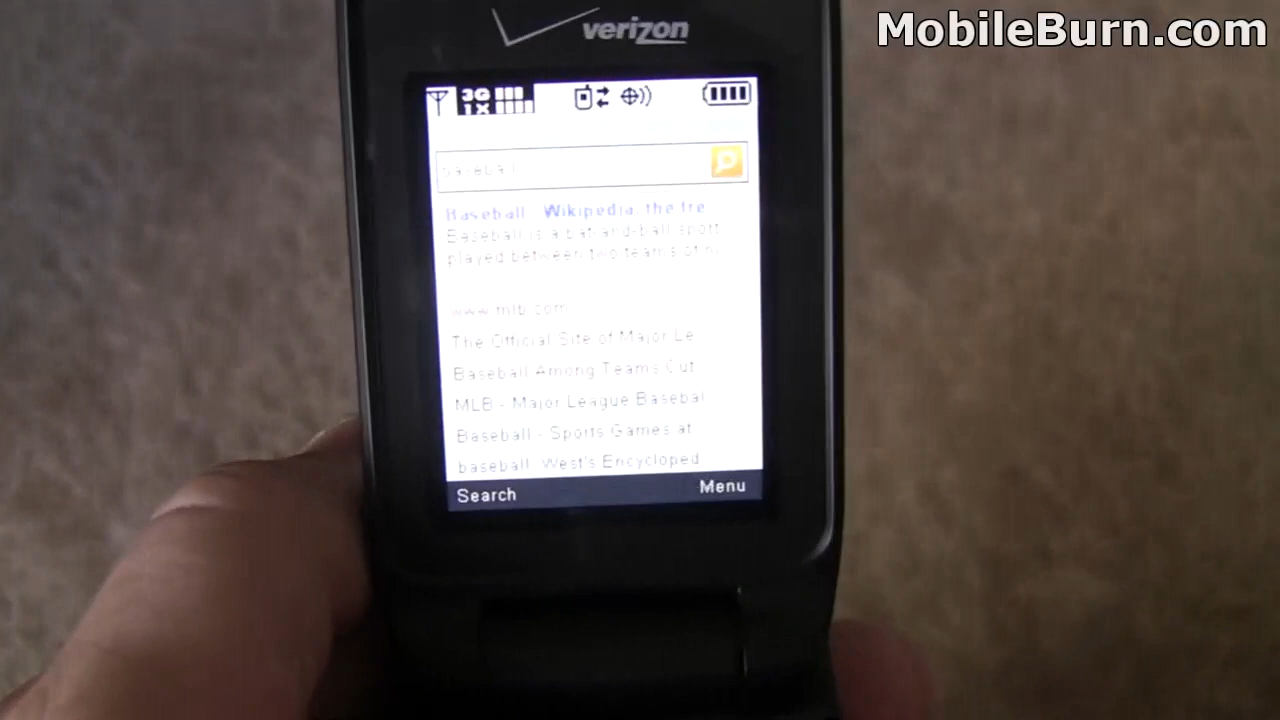 MobileBurn.com
verizon
3G
1X
baseball
Baseball - Wikipedia, the fre
Baseball is a bat-and-ball sport
played between two teams of
www.mlb.com
The Official Site of Major Le
Baseball Among Teams Cut
MLB - Major League Basebal
Baseball - Sports Games at
baseball: West's Encycloped
Search
Menu